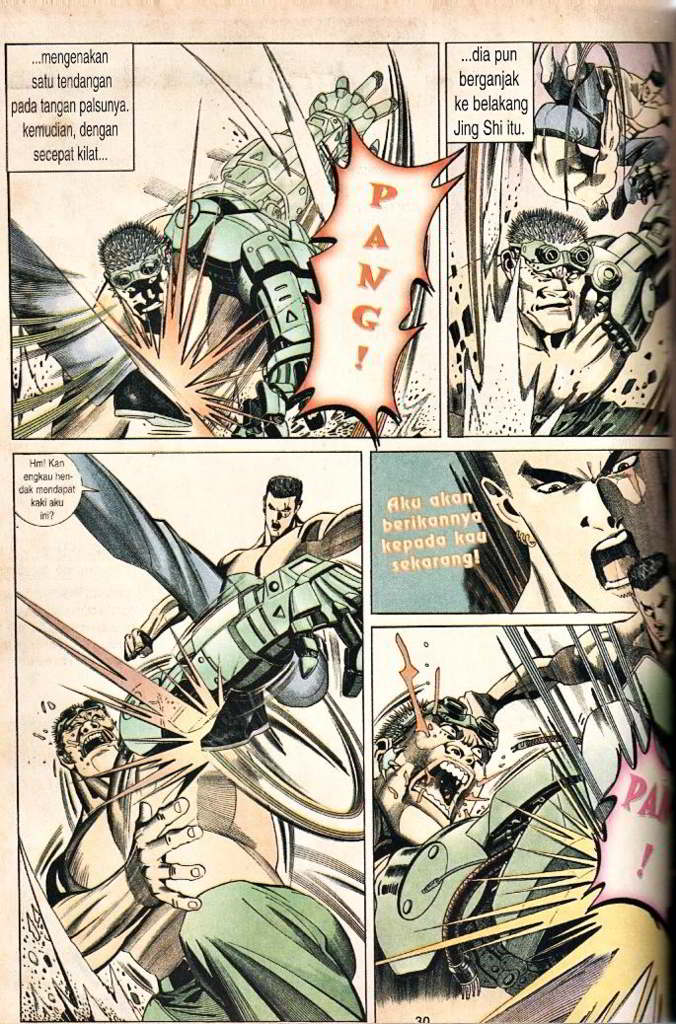 ...mengenakan
satu tendangan
pada tangan palsunya.
kemudian, dengan
secepat kilat...
PANG!
...dia pun
berganjak
ke belakang
Jing Shi itu.
Hm! Kan
engkau hen-
dak mendapat
kaki aku
ini?
Aku akan
berikannya
kepada kau
sekarang!
PA
!
30